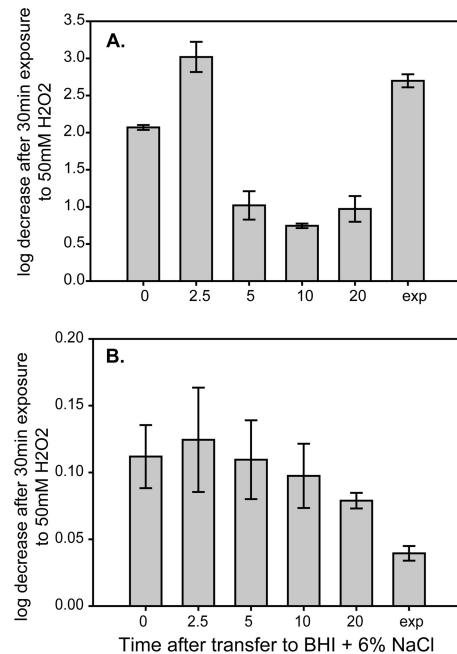 A.
log decrease after 30min exposure
to 50mM H2O2
3.5
3.0
2.5
2.0
1.5
1.0
0.5
0.0
0 2.5 5 10 20 exp
B.
log decrease after 30min exposure
to 50mM H2O2
0.20
0.15
0.10
0.05
0.00
0 2.5 5 10 20 exp
Time after transfer to BHI + 6% NaCl